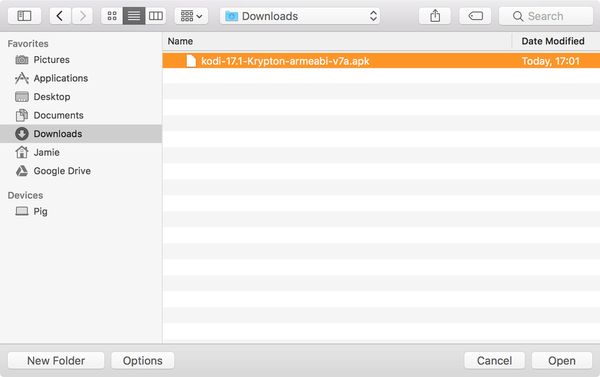 Downloads
Search
Favorites
Name
Date Modified
kodi-17.1-Krypton-armeabi-v7a.apk
Today, 17:01
Pictures
Applications
Desktop
Documents
Downloads
Jamie
Google Drive
Devices
Pig
New Folder
Options
Cancel
Open